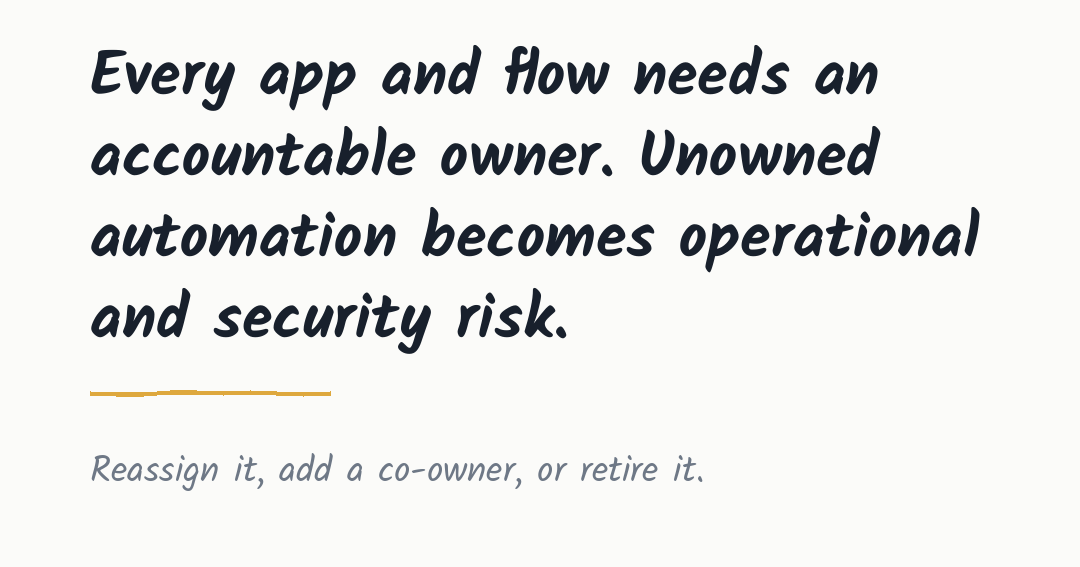 Every app and flow needs an
accountable owner. Unowned
automation becomes operational
and security risk.
Reassign it, add a co-owner, or retire it.